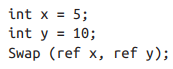 int x = 5;
int y = 10;
Swap (ref x, ref y);